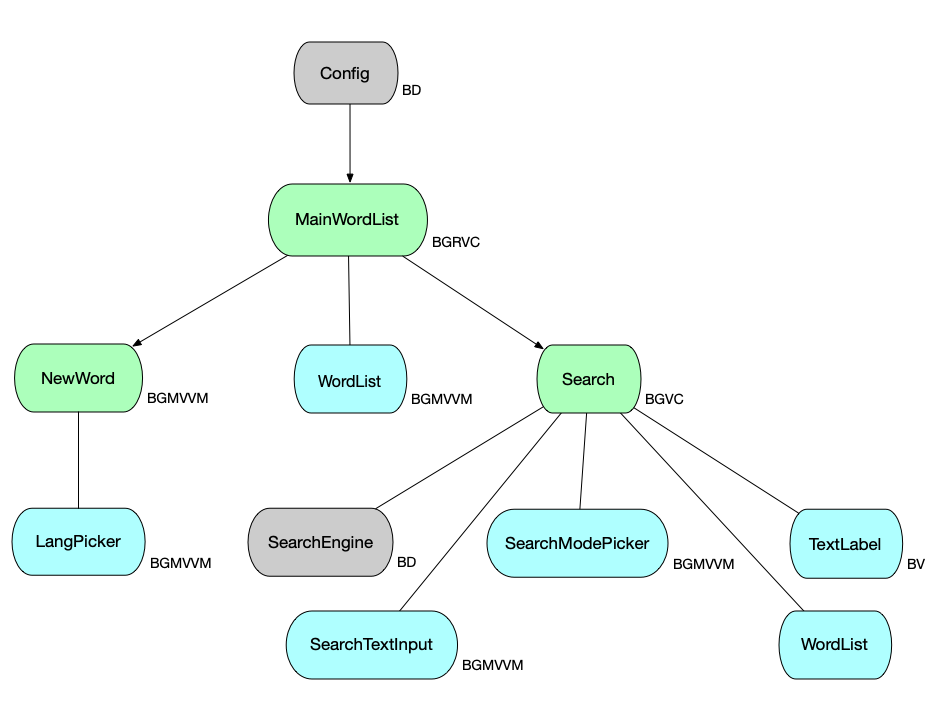 Config
BD
MainWordList
BGRVC
NewWord
BGMVVM
WordList
BGMVVM
Search
BGVC
LangPicker
BGMVVM
SearchEngine
BD
SearchModePicker
BGMVVM
TextLabel
BV
SearchTextInput
BGMVVM
WordList